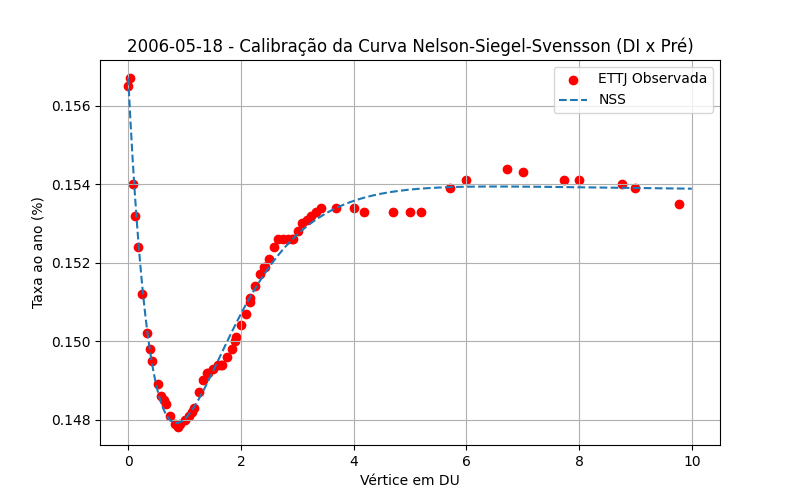 2006-05-18 - Calibração da Curva Nelson-Siegel-Svensson (DI x Pré)
ETTJ Observada
NSS
Taxa ao ano (%)
0.156
0.154
0.152
0.150
0.148
0 2 4 6 8 10
Vértice em DU